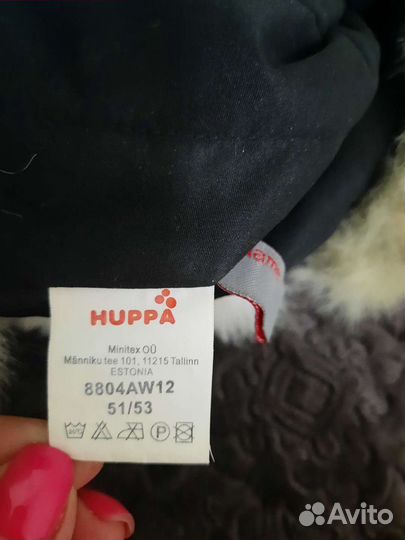 HUPPA
Minitex OÜ
Männiku tee 101, 11215 Tallinn
ESTONIA
8804AW12
51/53
Avito